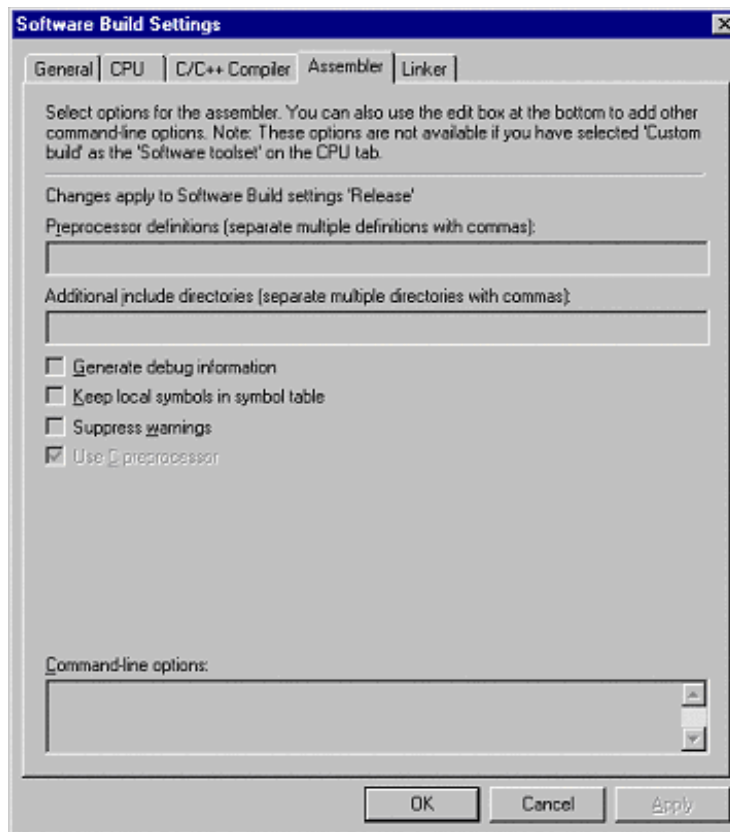 Software Build Settings
General CPU C/C++ Compiler Assembler Linker
Select options for the assembler. You can also use the edit box at the bottom to add other
command-line options. Note: These options are not available if you have selected 'Custom
build' as the 'Software toolset' on the CPU tab.
Changes apply to Software Build settings 'Release'
Preprocessor definitions (separate multiple definitions with commas):
Additional include directories (separate multiple directories with commas):
Generate debug information
Keep local symbols in symbol table
Suppress warnings
Use C preprocessor
Command-line options:
OK Cancel Apply